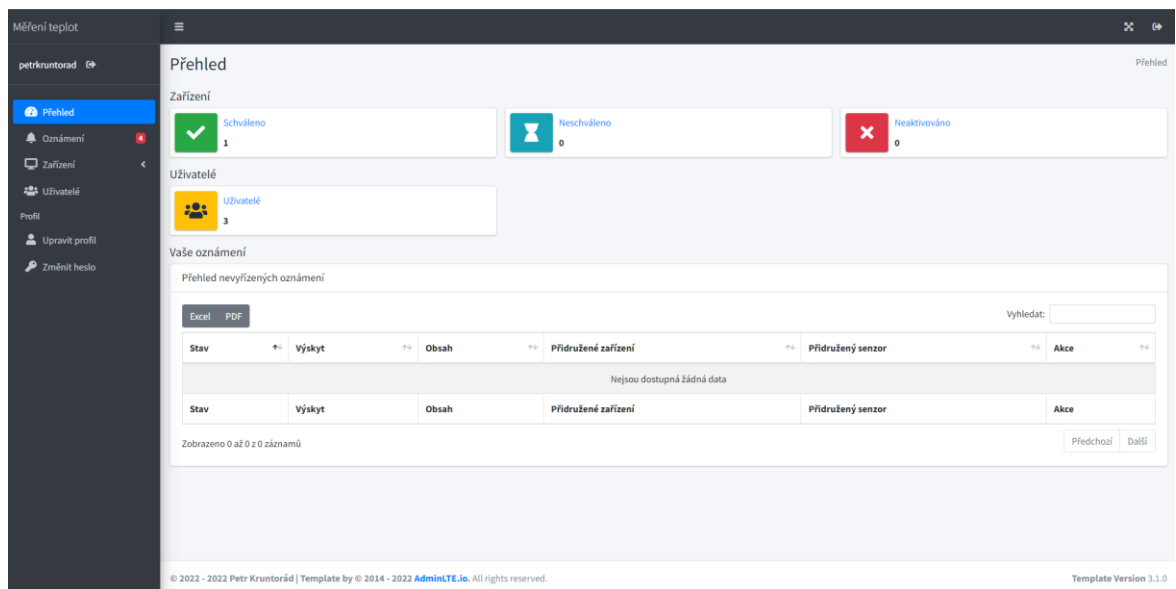 Měření teplot
petrkruntorad
Přehled
Oznámení 4
Zařízení
Uživatelé
Profil
Upravit profil
Změnit heslo
Přehled
Přehled
Zařízení
Schváleno
1
Neschváleno
0
Neaktivováno
0
Uživatelé
Uživatelé
3
Vaše oznámení
Přehled nevyřízených oznámení
Excel PDF
Vyhledat:
Stav Výskyt Obsah Přidružené zařízení Přidružený senzor Akce
Nejsou dostupná žádná data
Stav Výskyt Obsah Přidružené zařízení Přidružený senzor Akce
Zobrazeno 0 až 0 z 0 záznamů
Předchozí Další
© 2022 - 2022 Petr Kruntorád | Template by © 2014 - 2022 AdminLTE.io. All rights reserved.
Template Version 3.1.0